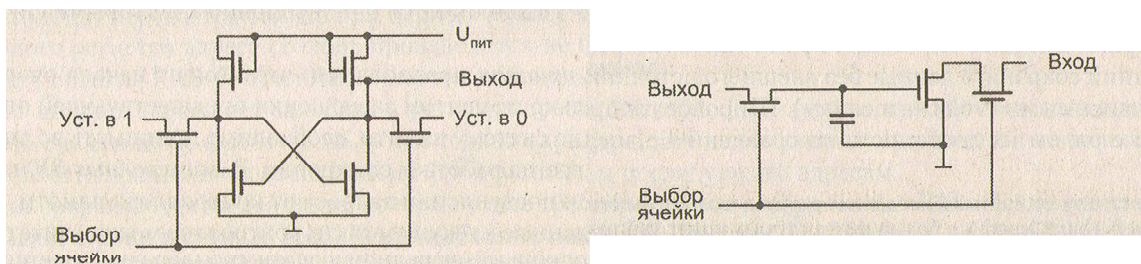 Uпит
Выход
Уст. в 1
Уст. в 0
Выбор
ячейки
Вход
Выход
Выбор
ячейки